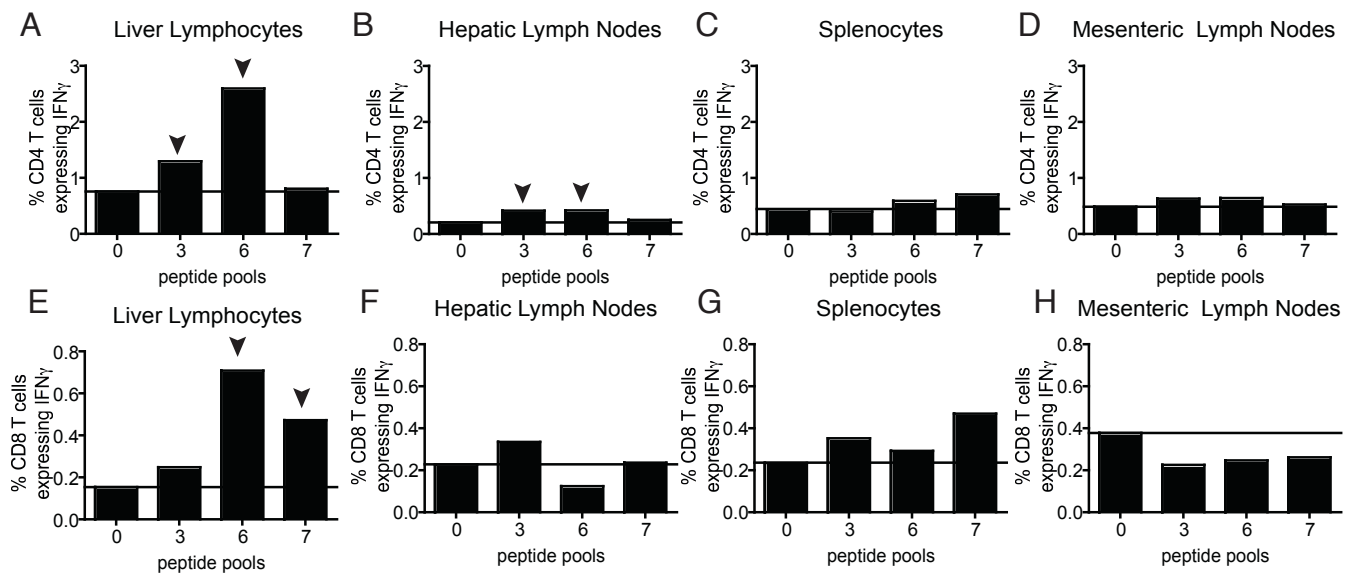 A
Liver Lymphocytes
B
Hepatic Lymph Nodes
C
Splenocytes
D
Mesenteric Lymph Nodes
% CD4 T cells
expressing IFNγ
3
2
1
0
0 3 6 7
peptide pools
% CD4 T cells
expressing IFNγ
3
2
1
0
0 3 6 7
peptide pools
% CD4 T cells
expressing IFNγ
3
2
1
0
0 3 6 7
peptide pools
% CD4 T cells
expressing IFNγ
3
2
1
0
0 3 6 7
peptide pools
E
Liver Lymphocytes
F
Hepatic Lymph Nodes
G
Splenocytes
H
Mesenteric Lymph Nodes
% CD8 T cells
expressing IFNγ
0.8
0.6
0.4
0.2
0.0
0 3 6 7
peptide pools
% CD8 T cells
expressing IFNγ
0.8
0.6
0.4
0.2
0.0
0 3 6 7
peptide pools
% CD8 T cells
expressing IFNγ
0.8
0.6
0.4
0.2
0.0
0 3 6 7
peptide pools
% CD8 T cells
expressing IFNγ
0.8
0.6
0.4
0.2
0.0
0 3 6 7
peptide pools